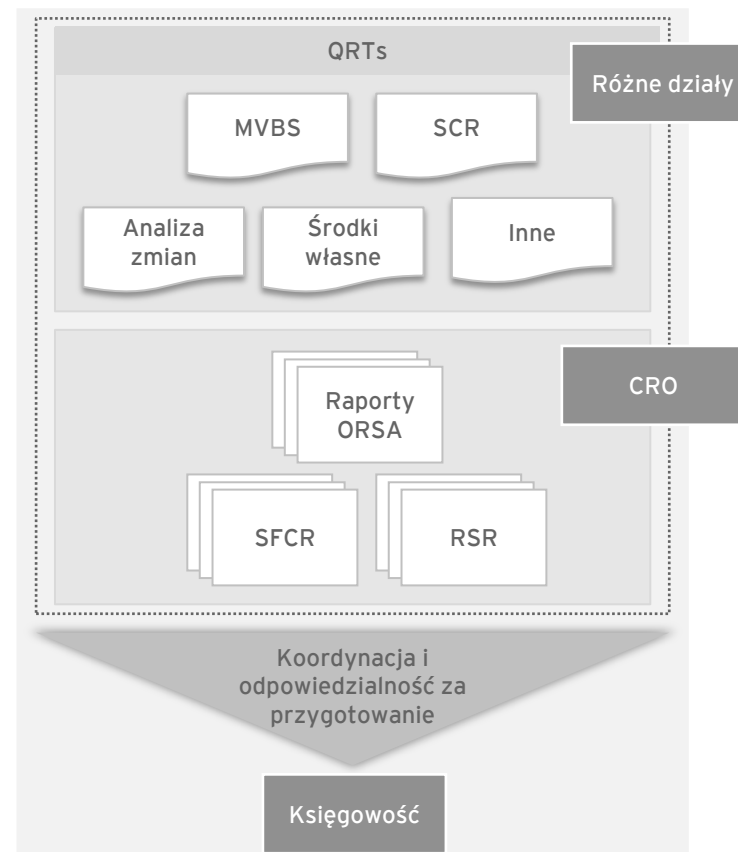 QRTs
Różne działy
MVBS
SCR
Analiza
zmian
Środki
własne
Inne
CRO
Raporty
ORSA
SFCR
RSR
Koordynacja i
odpowiedzialność za
przygotowanie
Księgowość